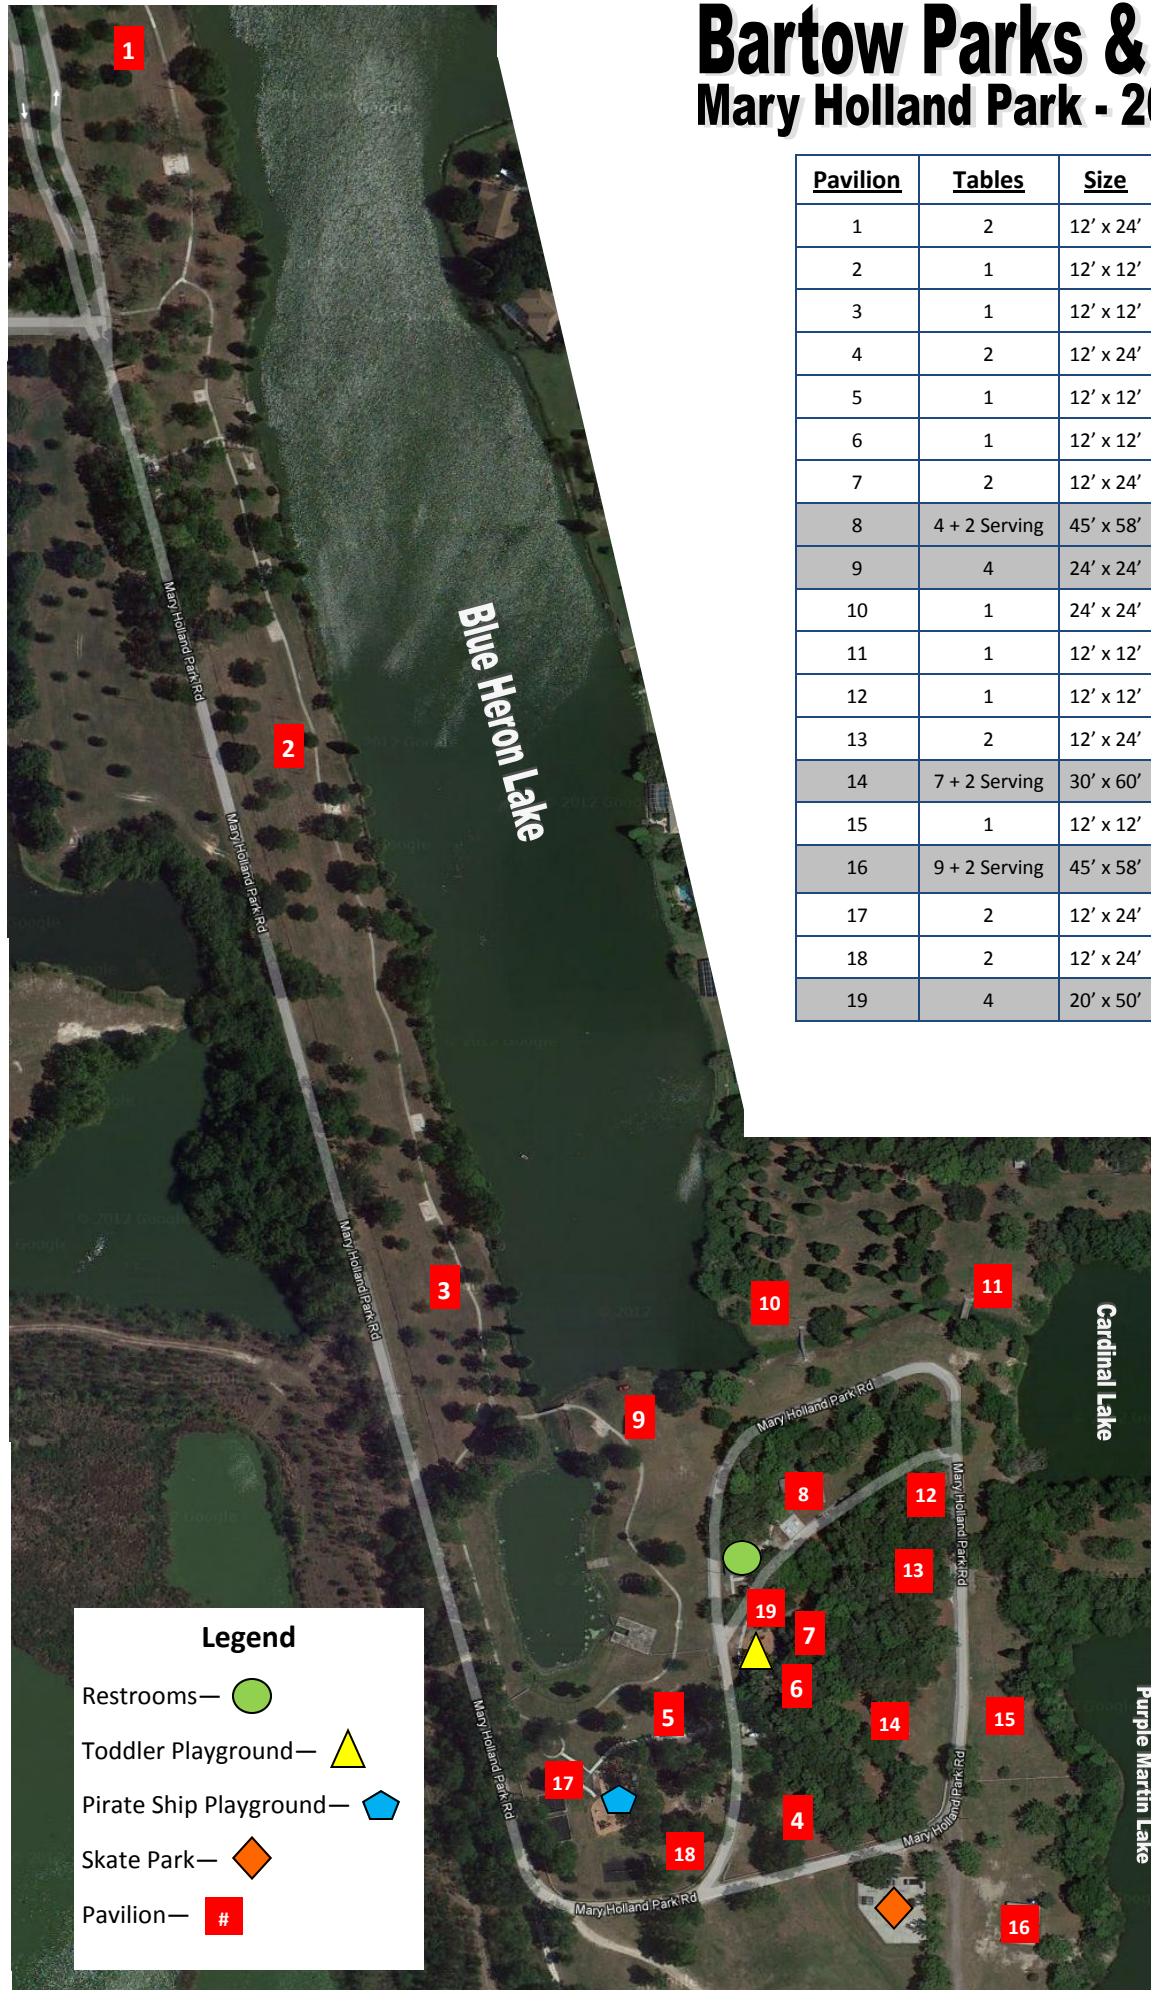 Bartow Parks &
Mary Holland Park - 20
Pavilion Tables Size
1 2 12’ x 24’
2 1 12’ x 12’
3 1 12’ x 12’
4 2 12’ x 24’
5 1 12’ x 12’
6 1 12’ x 12’
7 2 12’ x 24’
8 4 + 2 Serving 45’ x 58’
9 4 24’ x 24’
10 1 24’ x 24’
11 1 12’ x 12’
12 1 12’ x 12’
13 2 12’ x 24’
14 7 + 2 Serving 30’ x 60’
15 1 12’ x 12’
16 9 + 2 Serving 45’ x 58’
17 2 12’ x 24’
18 2 12’ x 24’
19 4 20’ x 50’
1
Mary Holland Park Rd
Blue Heron Lake
2
Mary Holland Park Rd
Mary Holland Park Rd
3
10
11
Cardinal Lake
9
Mary Holland Park Rd
8
12
Mary Holland Park Rd
13
19
7
6
5
14
15
Purple Martin Lake
Mary Holland Park Rd
17
4
Mary Holland Park Rd
18
Mary Holland Park Rd
16
Legend
Restrooms—
Toddler Playground—
Pirate Ship Playground—
Skate Park—
Pavilion— #